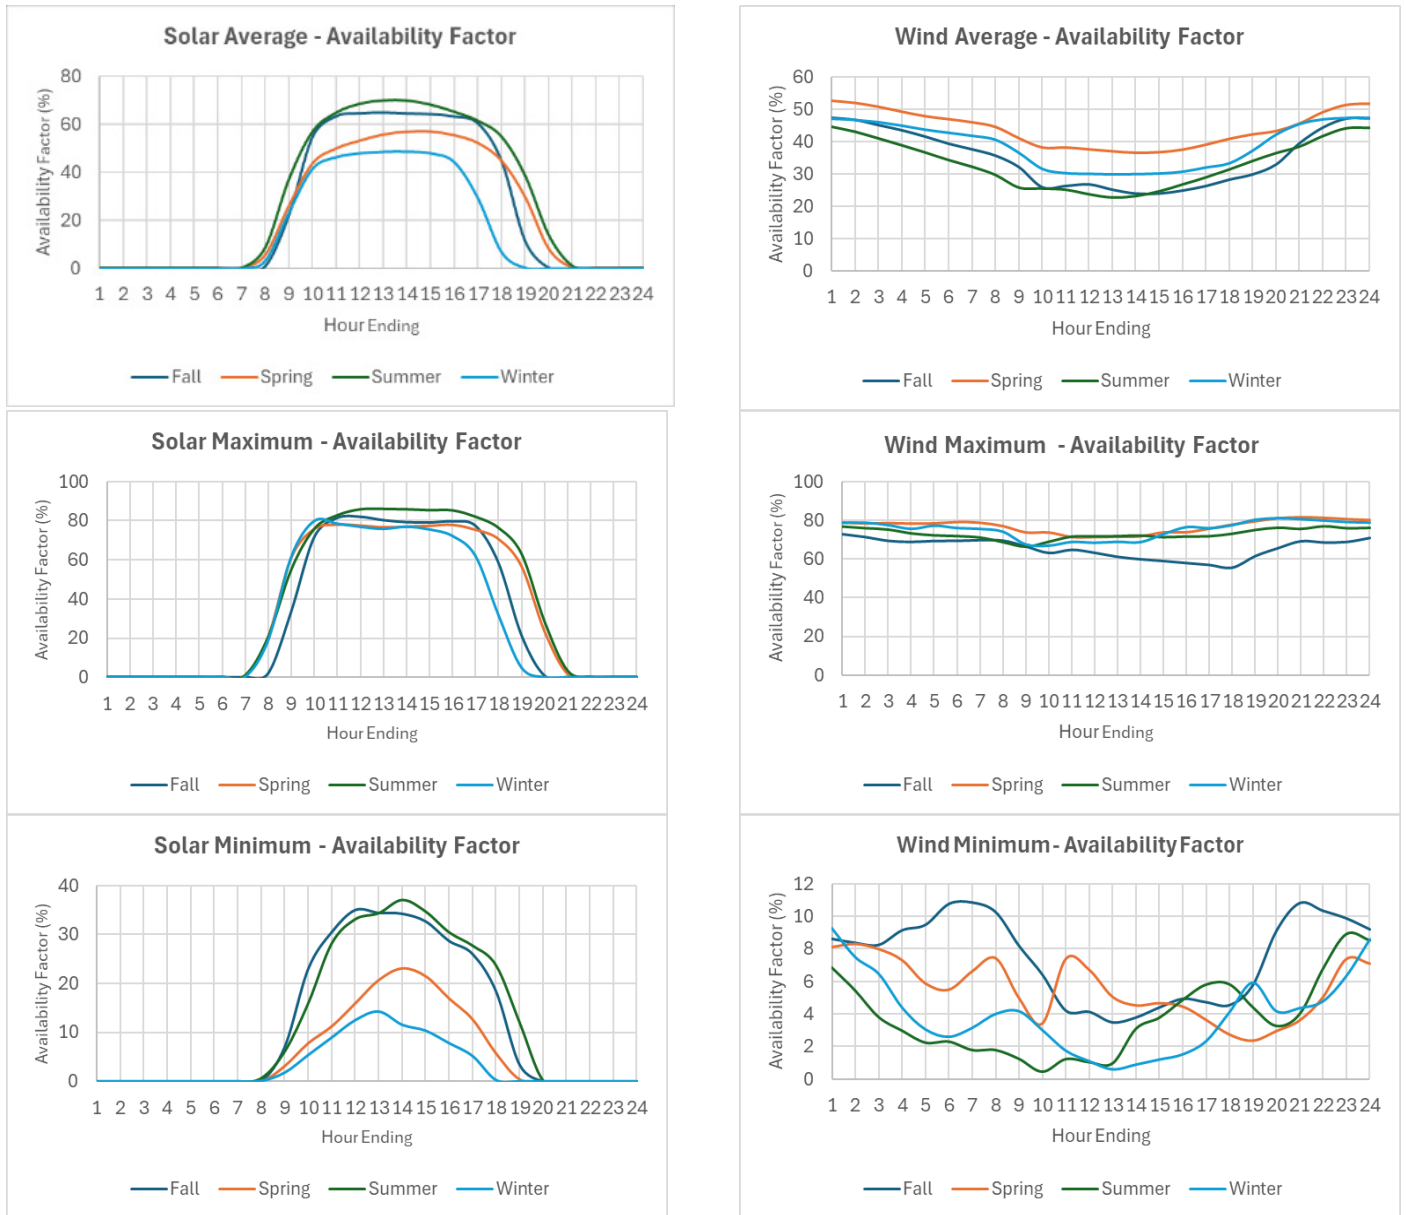 Solar Average - Availability Factor
Availability Factor (%)
80
60
40
20
0
1 2 3 4 5 6 7 8 9 10 11 12 13 14 15 16 17 18 19 20 21 22 23 24
Hour Ending
Fall Spring Summer Winter
Wind Average - Availability Factor
Availability Factor (%)
60
50
40
30
20
10
0
1 2 3 4 5 6 7 8 9 10 11 12 13 14 15 16 17 18 19 20 21 22 23 24
Hour Ending
Fall Spring Summer Winter
Solar Maximum - Availability Factor
Availability Factor (%)
100
80
60
40
20
0
1 2 3 4 5 6 7 8 9 10 11 12 13 14 15 16 17 18 19 20 21 22 23 24
Hour Ending
Fall Spring Summer Winter
Wind Maximum - Availability Factor
Availability Factor (%)
100
80
60
40
20
0
1 2 3 4 5 6 7 8 9 10 11 12 13 14 15 16 17 18 19 20 21 22 23 24
Hour Ending
Fall Spring Summer Winter
Solar Minimum - Availability Factor
Availability Factor (%)
40
30
20
10
0
1 2 3 4 5 6 7 8 9 10 11 12 13 14 15 16 17 18 19 20 21 22 23 24
Hour Ending
Fall Spring Summer Winter
Wind Minimum - Availability Factor
Availability Factor (%)
12
10
8
6
4
2
0
1 2 3 4 5 6 7 8 9 10 11 12 13 14 15 16 17 18 19 20 21 22 23 24
Hour Ending
Fall Spring Summer Winter